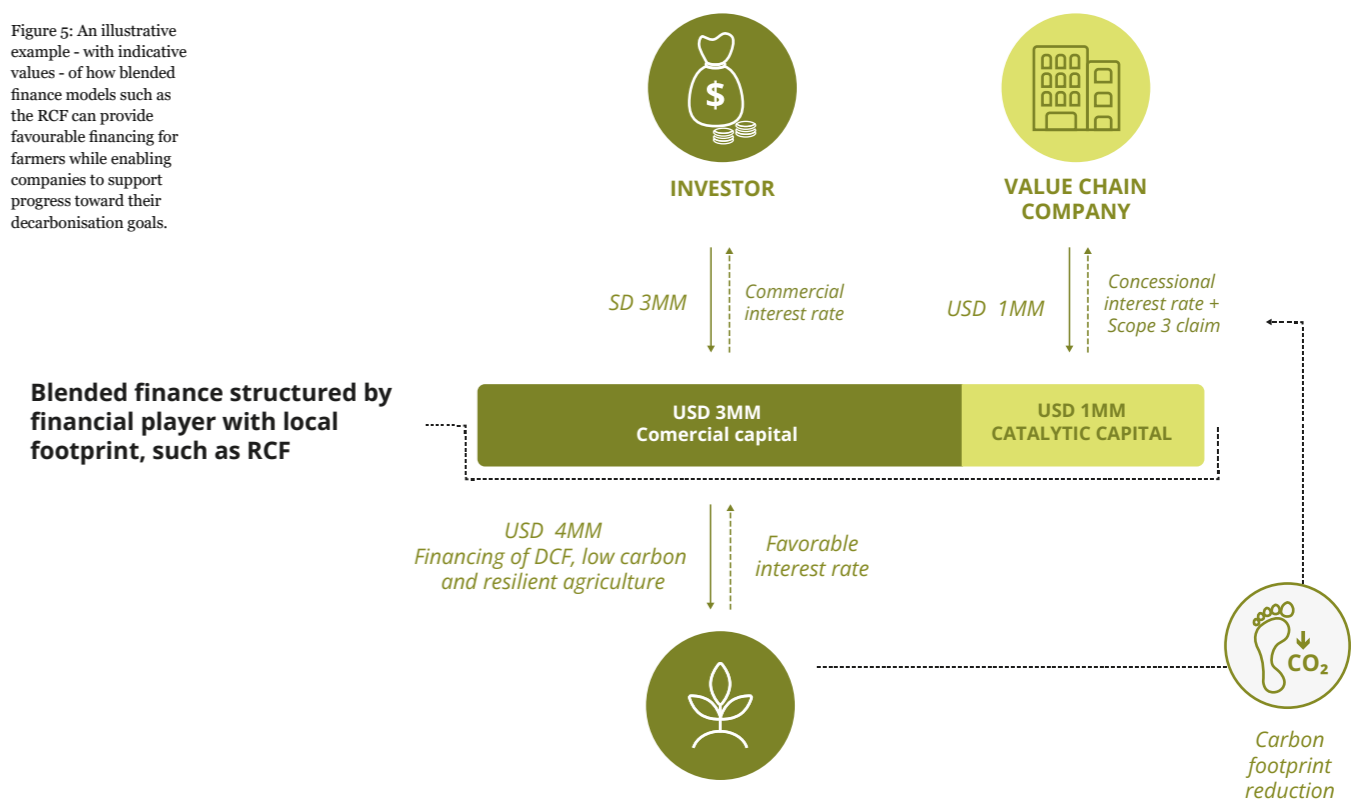 Figure 5: An illustrative
example - with indicative
values - of how blended
finance models such as
the RCF can provide
favourable financing for
farmers while enabling
companies to support
progress toward their
decarbonisation goals.
$
INVESTOR
VALUE CHAIN
COMPANY
SD 3MM
Commercial
interest rate
USD 1MM
Concessional
interest rate +
Scope 3 claim
Blended finance structured by
financial player with local
footprint, such as RCF
USD 3MM
Comercial capital
USD 1MM
CATALYTIC CAPITAL
USD 4MM
Financing of DCF, low carbon
and resilient agriculture
Favorable
interest rate
CO₂
Carbon
footprint
reduction